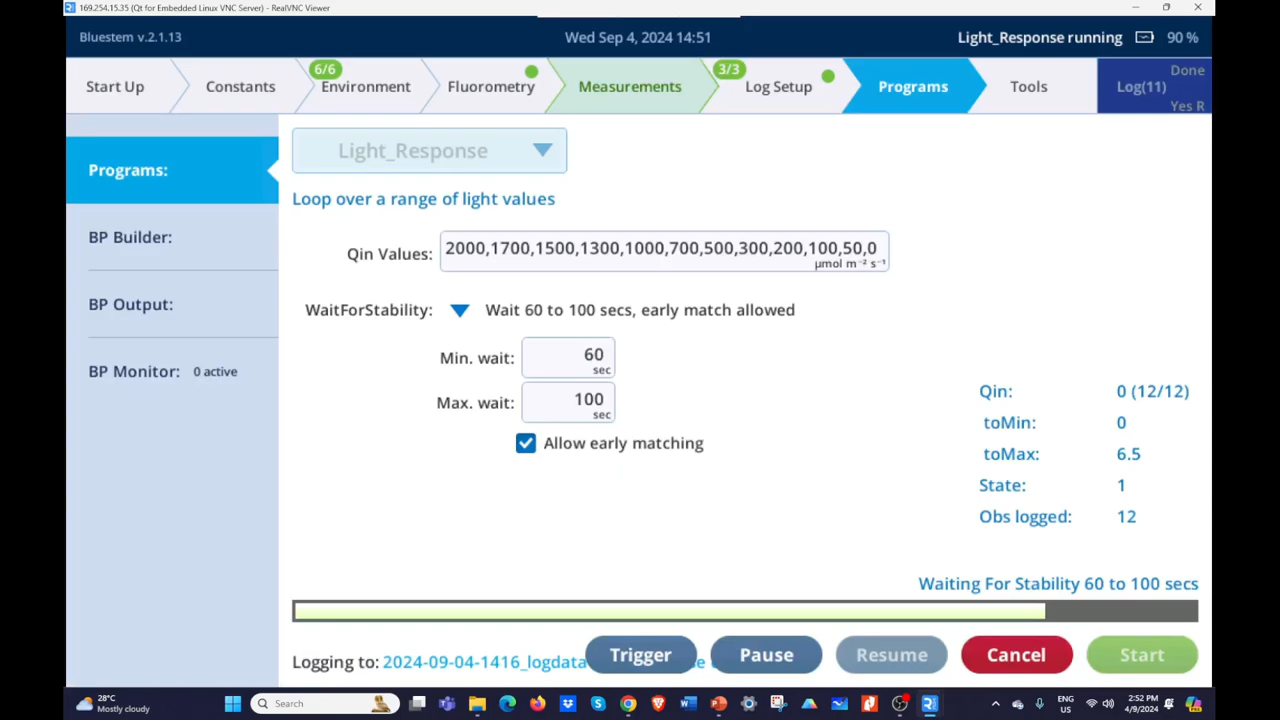 169.254.15.35 (Qt for Embedded Linux VNC Server) - RealVNC Viewer
Bluestem v.2.1.13
Wed Sep 4, 2024 14:51
Light_Response running
90 %
Start Up
Constants
6/6
Environment
Fluorometry
Measurements
3/3
Log Setup
Programs
Tools
Done
Log(11)
Yes R
Programs:
BP Builder:
BP Output:
BP Monitor: 0 active
Light_Response
Loop over a range of light values
Qin Values: 2000,1700,1500,1300,1000,700,500,300,200,100,50,0
µmol m⁻² s⁻¹
WaitForStability: Wait 60 to 100 secs, early match allowed
Min. wait: 60
sec
Max. wait: 100
sec
Allow early matching
Qin: 0 (12/12)
toMin: 0
toMax: 6.5
State: 1
Obs logged: 12
Waiting For Stability 60 to 100 secs
Logging to: 2024-09-04-1416_logdata
Trigger
Pause
Resume
Cancel
Start
28°C
Mostly cloudy
Search
ENG
US
2:52 PM
4/9/2024